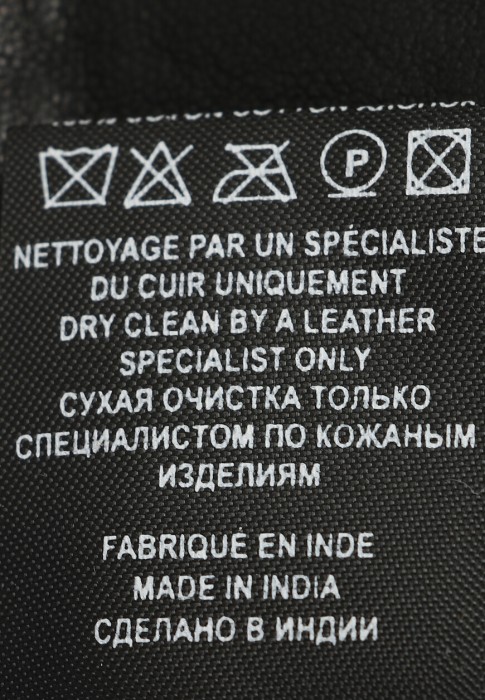 P
NETTOYAGE PAR UN SPÉCIALISTE
DU CUIR UNIQUEMENT
DRY CLEAN BY A LEATHER
SPECIALIST ONLY
СУХАЯ ОЧИСТКА ТОЛЬКО
СПЕЦИАЛИСТОМ ПО КОЖАНЫМ
ИЗДЕЛИЯМ
FABRIQUÉ EN INDE
MADE IN INDIA
СДЕЛАНО В ИНДИИ